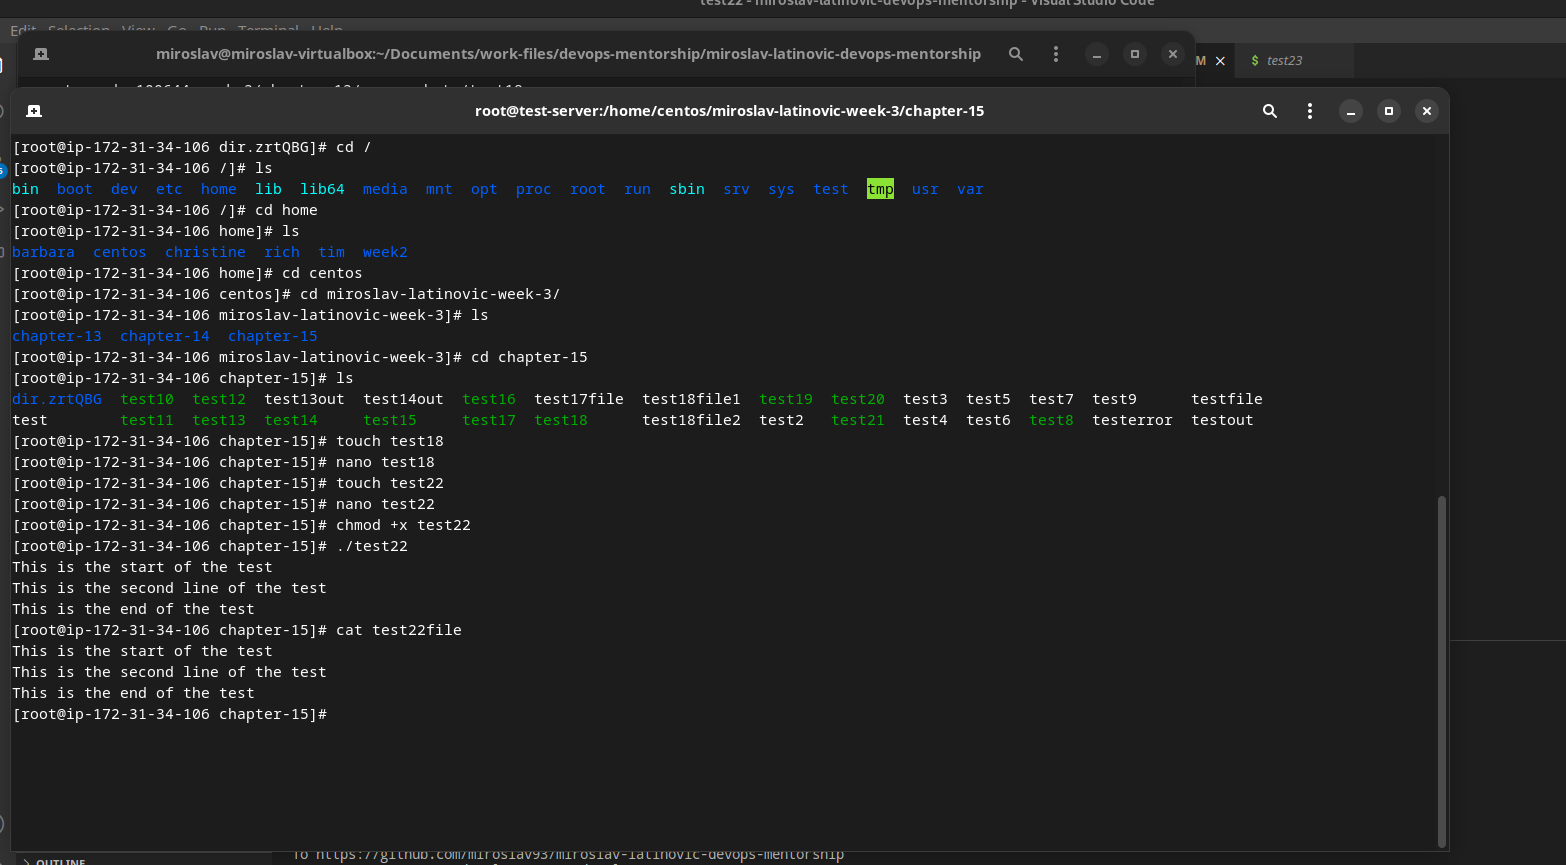 test22 - miroslav-latinovic-devops-mentorship - Visual Studio Code
Edit Selection View Go Run Terminal Help
miroslav@miroslav-virtualbox:~/Documents/work-files/devops-mentorship/miroslav-latinovic-devops-mentorship
M
$ test23
root@test-server:/home/centos/miroslav-latinovic-week-3/chapter-15
[root@ip-172-31-34-106 dir.zrtQBG]# cd /
[root@ip-172-31-34-106 /]# ls
bin boot dev etc home lib lib64 media mnt opt proc root run sbin srv sys test tmp usr var
[root@ip-172-31-34-106 /]# cd home
[root@ip-172-31-34-106 home]# ls
barbara centos christine rich tim week2
[root@ip-172-31-34-106 home]# cd centos
[root@ip-172-31-34-106 centos]# cd miroslav-latinovic-week-3/
[root@ip-172-31-34-106 miroslav-latinovic-week-3]# ls
chapter-13 chapter-14 chapter-15
[root@ip-172-31-34-106 miroslav-latinovic-week-3]# cd chapter-15
[root@ip-172-31-34-106 chapter-15]# ls
dir.zrtQBG test10 test12 test13out test14out test16 test17file test18file1 test19 test20 test3 test5 test7 test9 testfile
test test11 test13 test14 test15 test17 test18 test18file2 test2 test21 test4 test6 test8 testerror testout
[root@ip-172-31-34-106 chapter-15]# touch test18
[root@ip-172-31-34-106 chapter-15]# nano test18
[root@ip-172-31-34-106 chapter-15]# touch test22
[root@ip-172-31-34-106 chapter-15]# nano test22
[root@ip-172-31-34-106 chapter-15]# chmod +x test22
[root@ip-172-31-34-106 chapter-15]# ./test22
This is the start of the test
This is the second line of the test
This is the end of the test
[root@ip-172-31-34-106 chapter-15]# cat test22file
This is the start of the test
This is the second line of the test
This is the end of the test
[root@ip-172-31-34-106 chapter-15]#
To https://github.com/miroslav93/miroslav-latinovic-devops-mentorship
OUTLINE